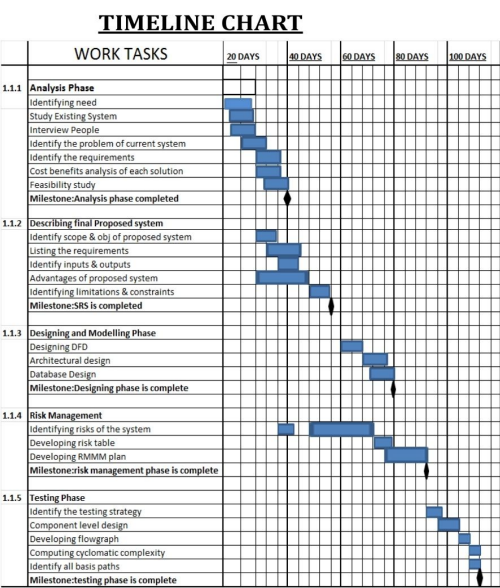 TIMELINE CHART
WORK TASKS 20 DAYS 40 DAYS 60 DAYS 80 DAYS 100 DAYS
1.1.1 Analysis Phase
Identifying need
Study Existing System
Interview People
Identify the problem of current system
Identify the requirements
Cost benefits analysis of each solution
Feasibility study
Milestone:Analysis phase completed
1.1.2 Describing final Proposed system
Identify scope & obj of proposed system
Listing the requirements
Identify inputs & outputs
Advantages of proposed system
Identifying limitations & constraints
Milestone:SRS is completed
1.1.3 Designing and Modelling Phase
Designing DFD
Architectural design
Database Design
Milestone:Designing phase is complete
1.1.4 Risk Management
Identifying risks of the system
Developing risk table
Developing RMMM plan
Milestone:risk management phase is complete
1.1.5 Testing Phase
Identify the testing strategy
Component level design
Developing flowgraph
Computing cyclomatic complexity
Identify all basis paths
Milestone:testing phase is complete